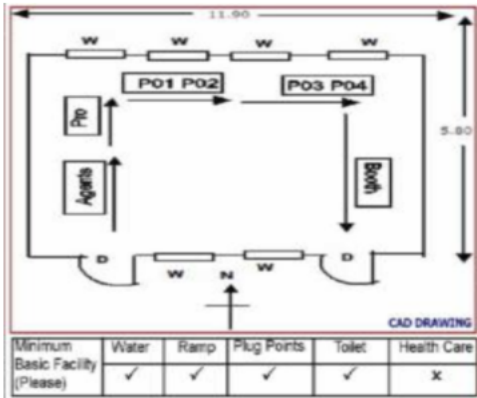 11.90
W W W W
P01 P02 P03 P04
Pro
5.80
Agents Booth
D W W D
N
CAD DRAWING
Minimum Basic Facility (Please) Water Ramp Plug Points Toilet Health Care
✓ ✓ ✓ ✓ x